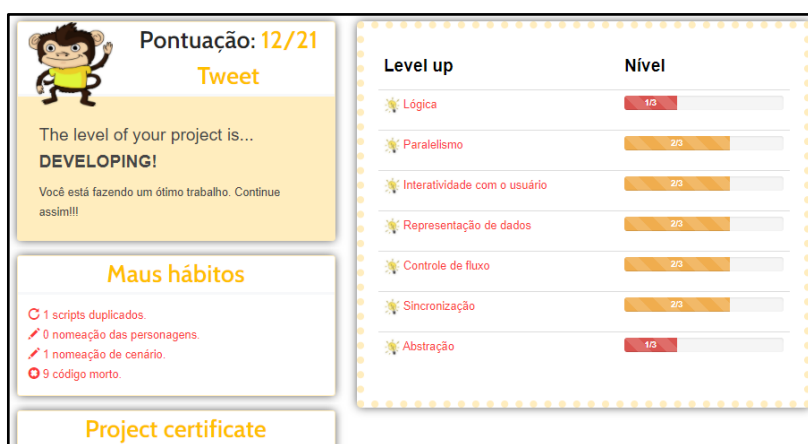 Pontuação: 12/21
Tweet
The level of your project is...
DEVELOPING!
Você está fazendo um ótimo trabalho. Continue
assim!!!
Maus hábitos
1 scripts duplicados.
0 nomeação das personagens.
1 nomeação de cenário.
9 código morto.
Project certificate
Level up Nível
Lógica 1/3
Paralelismo 2/3
Interatividade com o usuário 2/3
Representação de dados 2/3
Controle de fluxo 2/3
Sincronização 2/3
Abstração 1/3